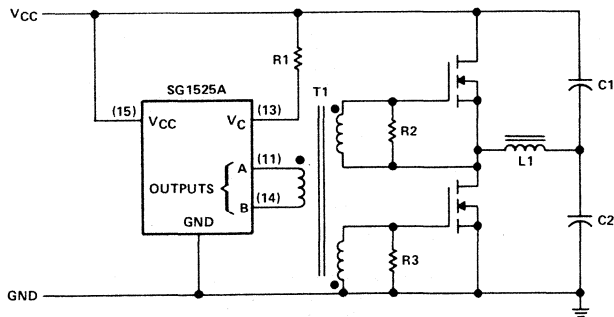 VCC
R1
SG1525A
T1
C1
(15)
(13)
VCC
VC
R2
(11)
A
OUTPUTS
L1
(14)
B
GND
C2
R3
GND